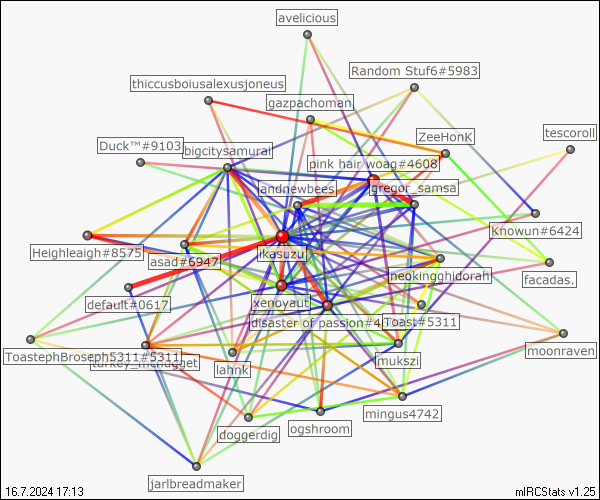 avelicious
Random Stuf6#5983
thiccusboiusalexusjoneus
gazpachoman
ZeeHonK
tescoroll
Duck™#9103
bigcitysamurai
pink hair woag#4608
andnewbees
gregor_samsa
Knowun#6424
ikasuzu
Heighleaigh#8575
asad#6947
neokingghidorah
facadas.
default#0617
xenoyaut
disaster of passion#4
Toast#5311
ToastephBroseph5311#5311
turkey_mcnugget
lahnk
mukszi
moonraven
mingus4742
doggerdig
ogshroom
jarlbreadmaker
16.7.2024 17:13
mIRCStats v1.25